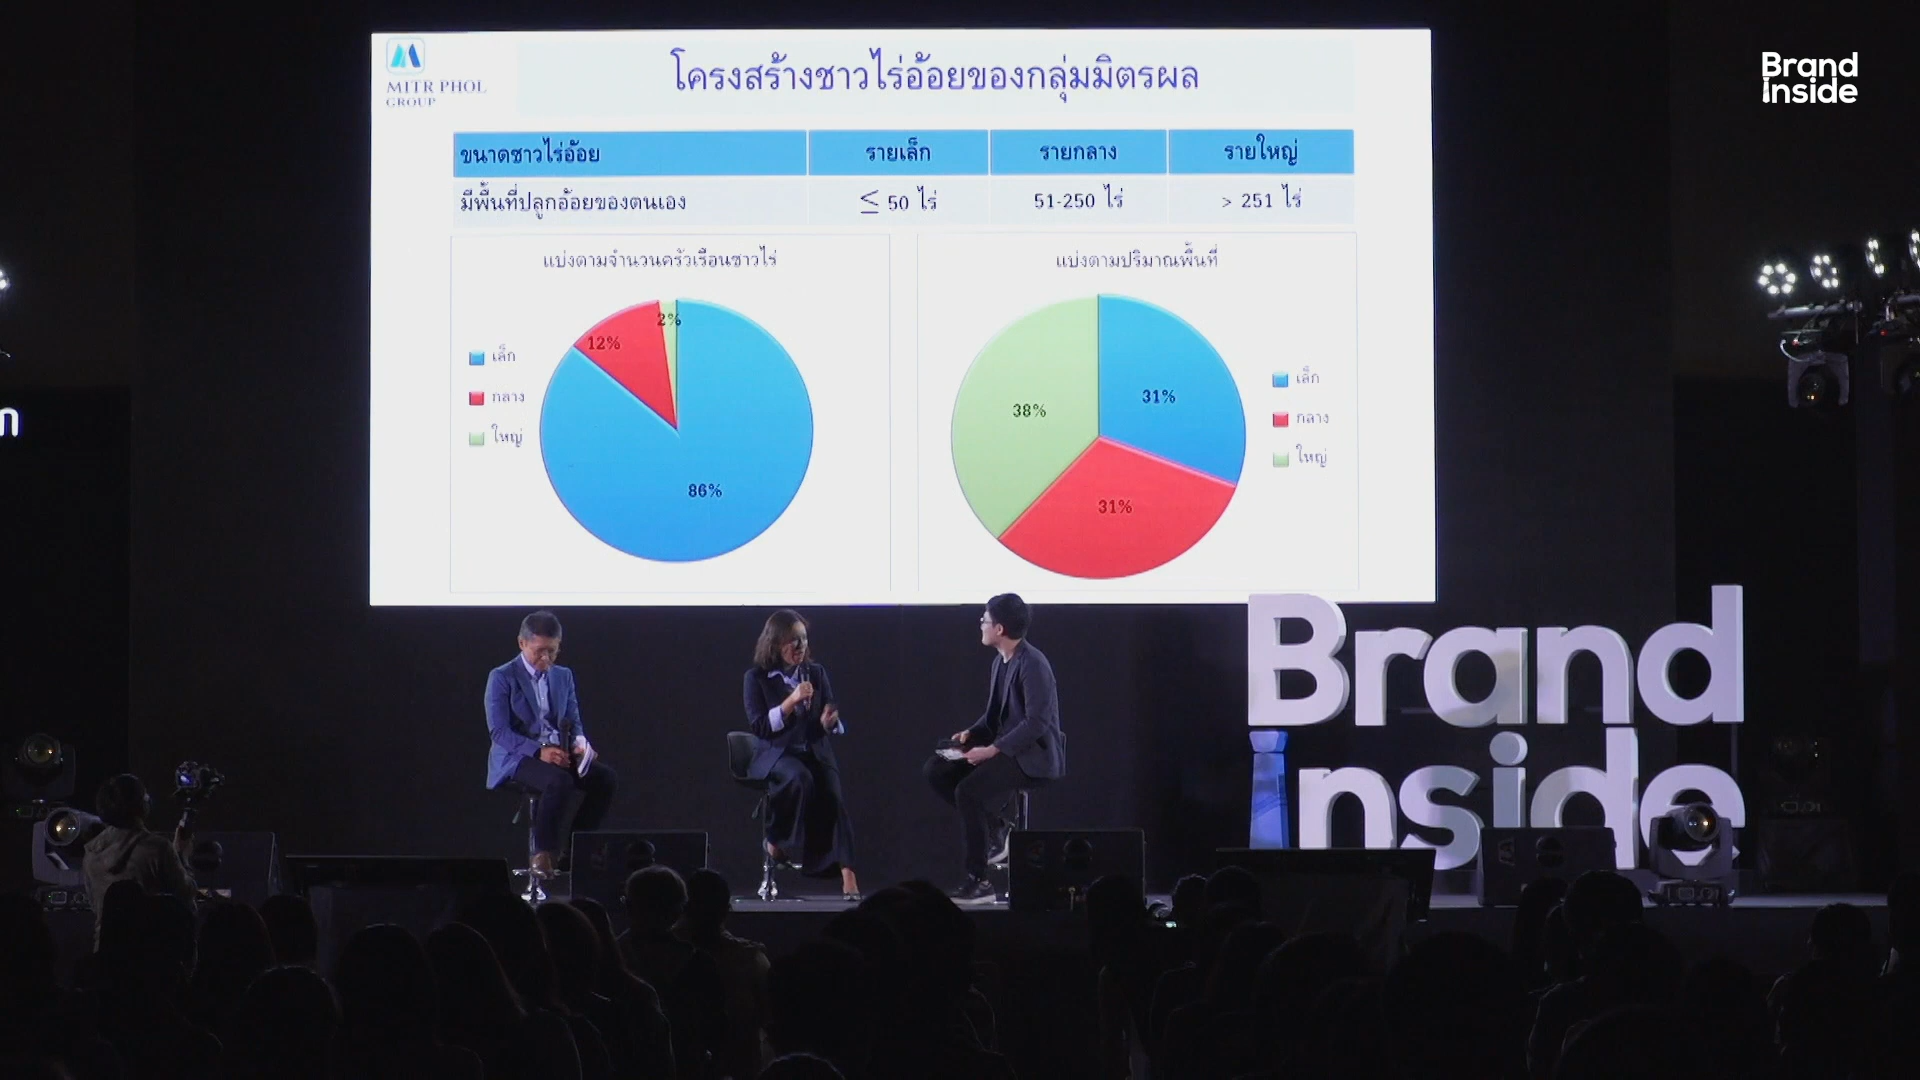 MITR PHOL
GROUP
โครงสร้างชาวไร่อ้อยของกลุ่มมิตรผล
Brand
Inside
ขนาดชาวไร่อ้อย รายเล็ก รายกลาง รายใหญ่
มีพื้นที่ปลูกอ้อยของตนเอง ≤ 50 ไร่ 51-250 ไร่ > 251 ไร่
แบ่งตามจำนวนครัวเรือนชาวไร่
2%
12%
86%
เล็ก
กลาง
ใหญ่
แบ่งตามปริมาณพื้นที่
38%
31%
31%
เล็ก
กลาง
ใหญ่
Brand
inside